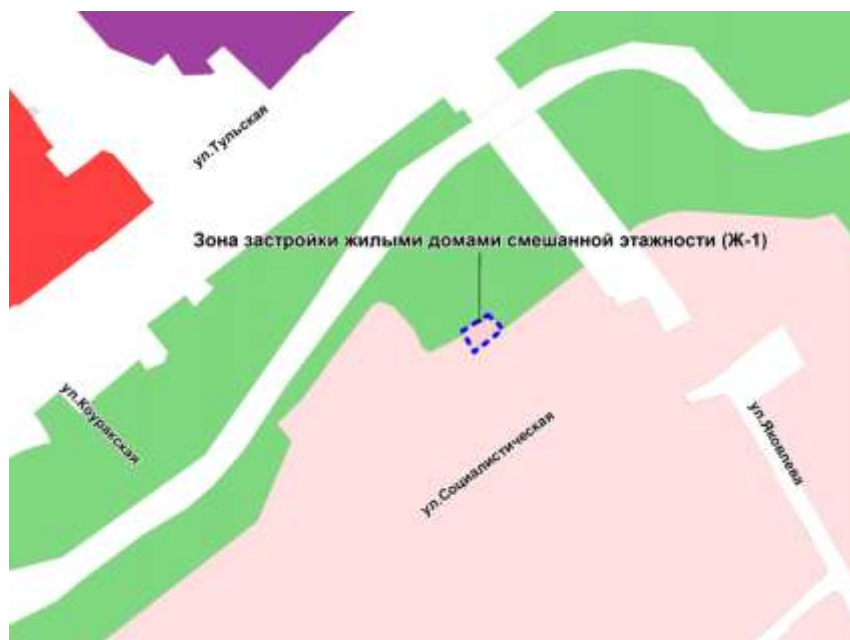 ул.Тульская
Зона застройки жилыми домами смешанной этажности (Ж-1)
ул.Коуракская
ул.Социалистическая
ул.Яковлева